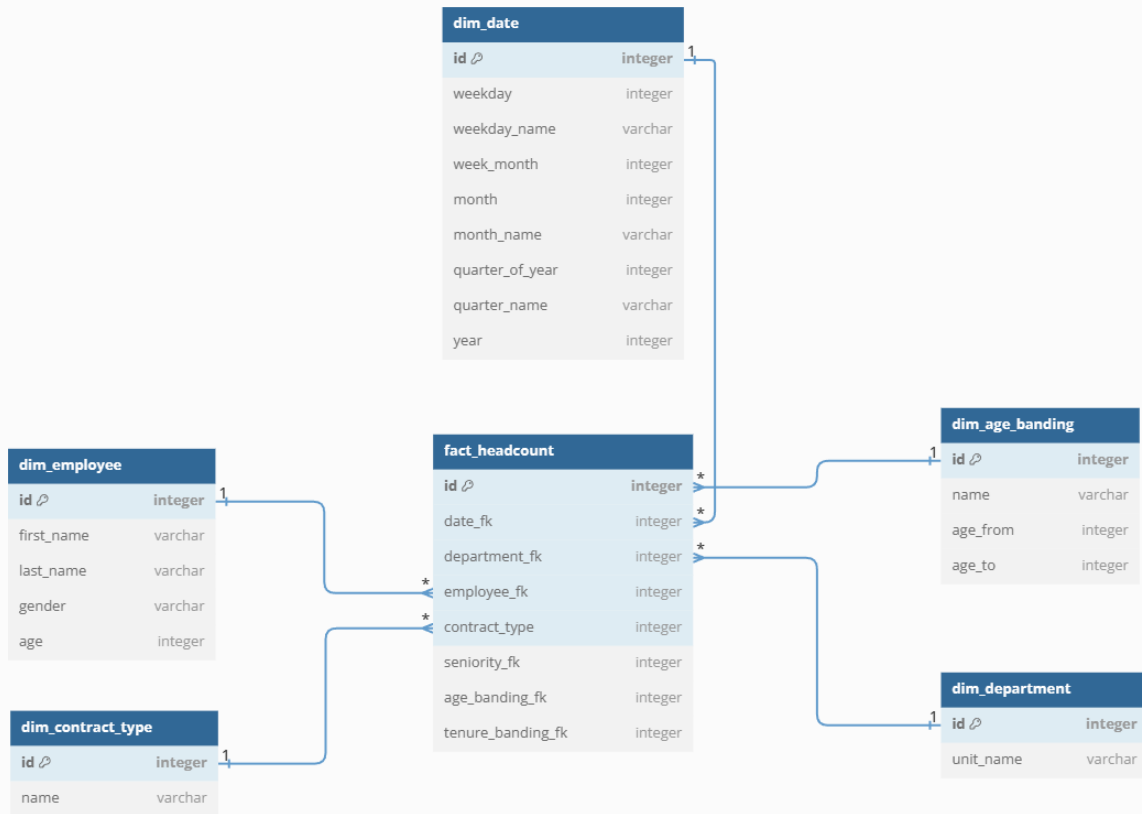 dim_date
id integer
weekday integer
weekday_name varchar
week_month integer
month integer
month_name varchar
quarter_of_year integer
quarter_name varchar
year integer
1
dim_employee
id integer
first_name varchar
last_name varchar
gender varchar
age integer
1
dim_contract_type
id integer
name varchar
1
fact_headcount
id integer
date_fk integer
department_fk integer
employee_fk integer
contract_type integer
seniority_fk integer
age_banding_fk integer
tenure_banding_fk integer
*
*
*
*
*
dim_age_banding
1
id integer
name varchar
age_from integer
age_to integer
dim_department
1
id integer
unit_name varchar